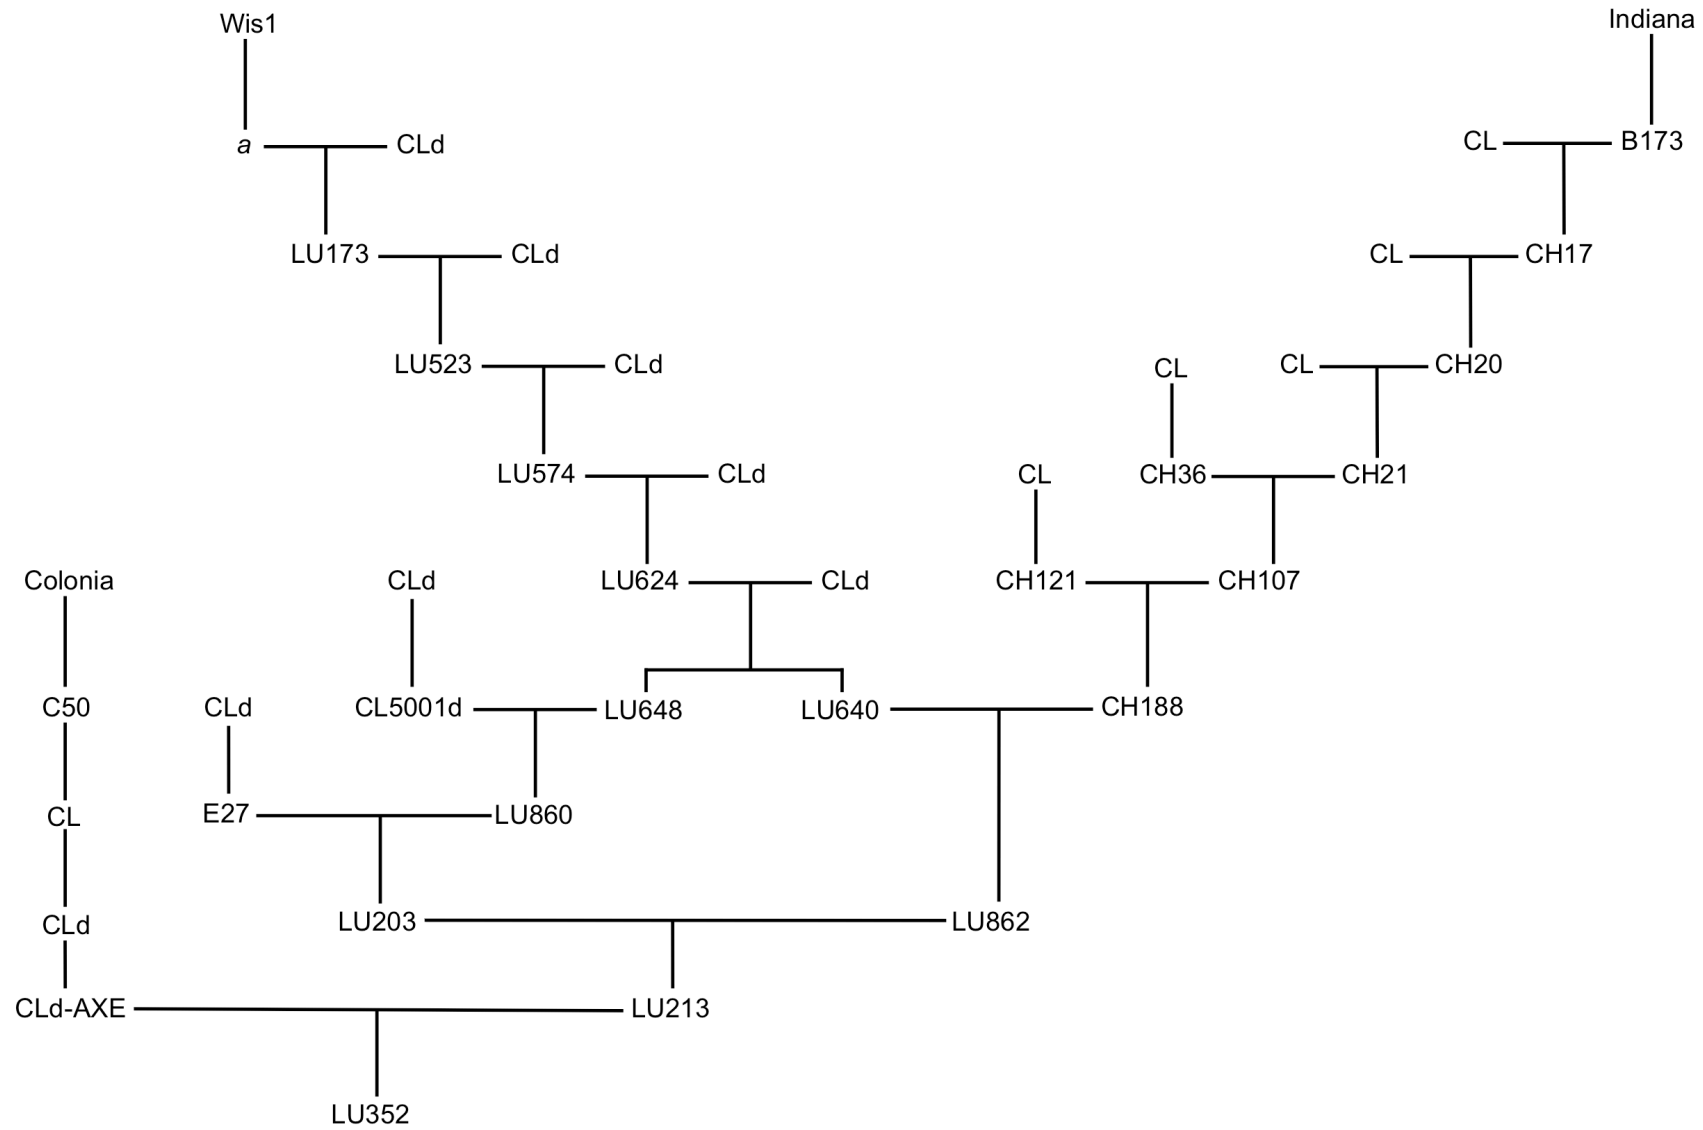 Wis1
Indiana
a
CLd
CL
B173
LU173
CLd
CL
CH17
LU523
CLd
CL
CL
CH20
LU574
CLd
CL
CH36
CH21
Colonia
CLd
LU624
CLd
CH121
CH107
C50
CLd
CL5001d
LU648
LU640
CH188
CL
E27
LU860
CLd
LU203
LU862
CLd-AXE
LU213
LU352